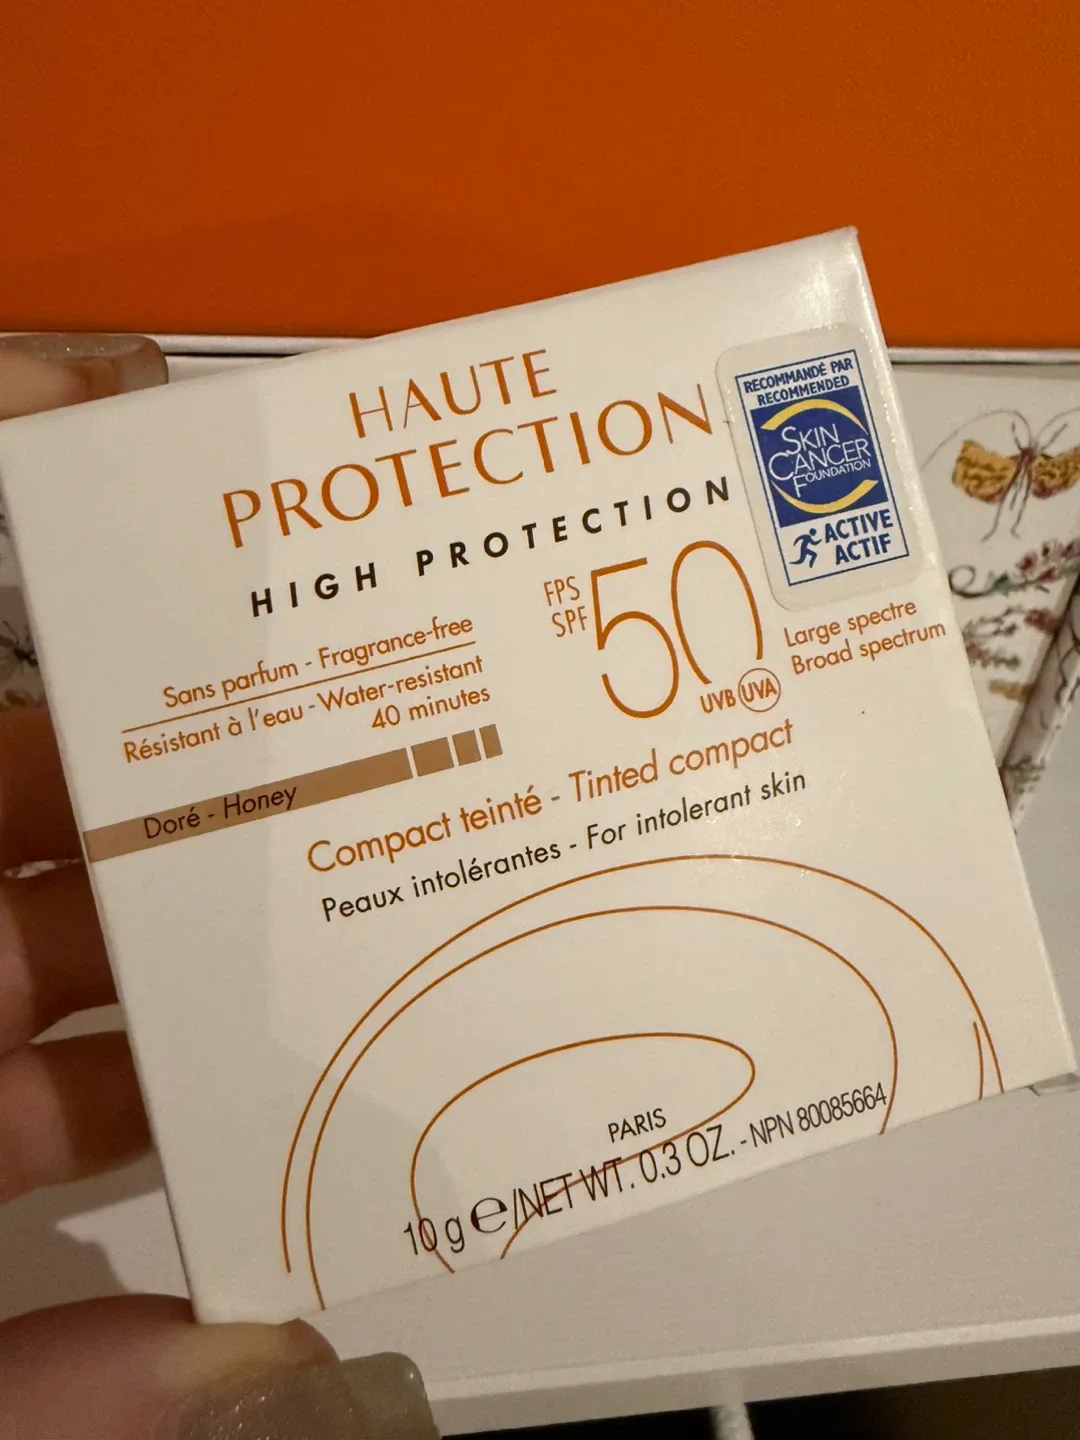 HAUTE
PROTECTION
HIGH PROTECTION
RECOMMANDÉ PAR
RECOMMENDED
SKIN
CANCER
FOUNDATION
ACTIVE
ACTIF
Sans parfum - Fragrance-free
Résistant à l'eau - Water-resistant
40 minutes
FPS
SPF
50
UVB UVA
Large spectre
Broad spectrum
Doré - Honey
Compact teinté - Tinted compact
Peaux intolérantes - For intolerant skin
PARIS
10 g e/NET WT. 0.3 OZ. - NPN 80085664